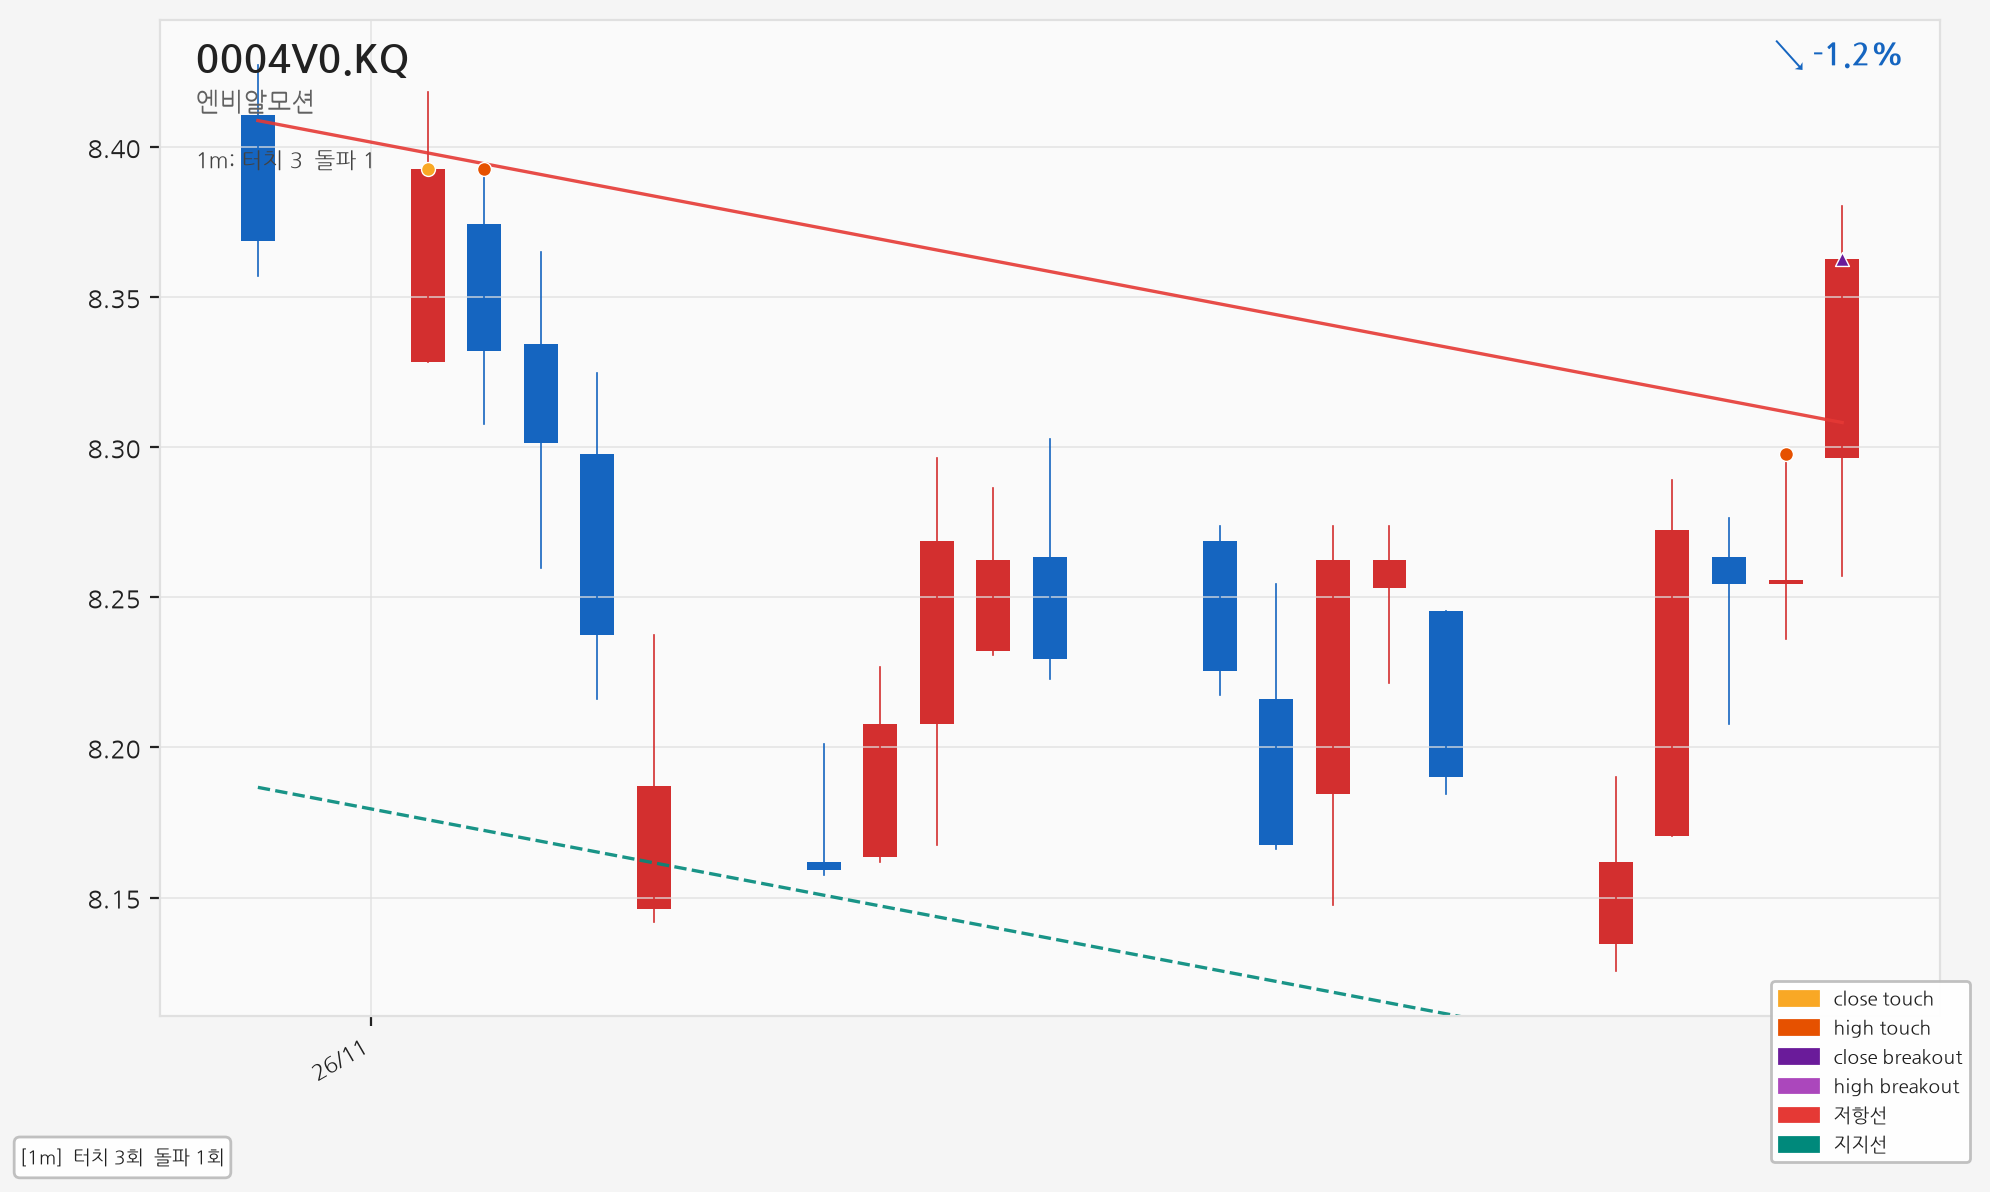 0004V0.KQ
엔비알모션
1m: 터치 3  돌파 1
-1.2%
8.40
8.35
8.30
8.25
8.20
8.15
26/11
close touch
high touch
close breakout
high breakout
저항선
지지선
[1m]  터치 3회  돌파 1회